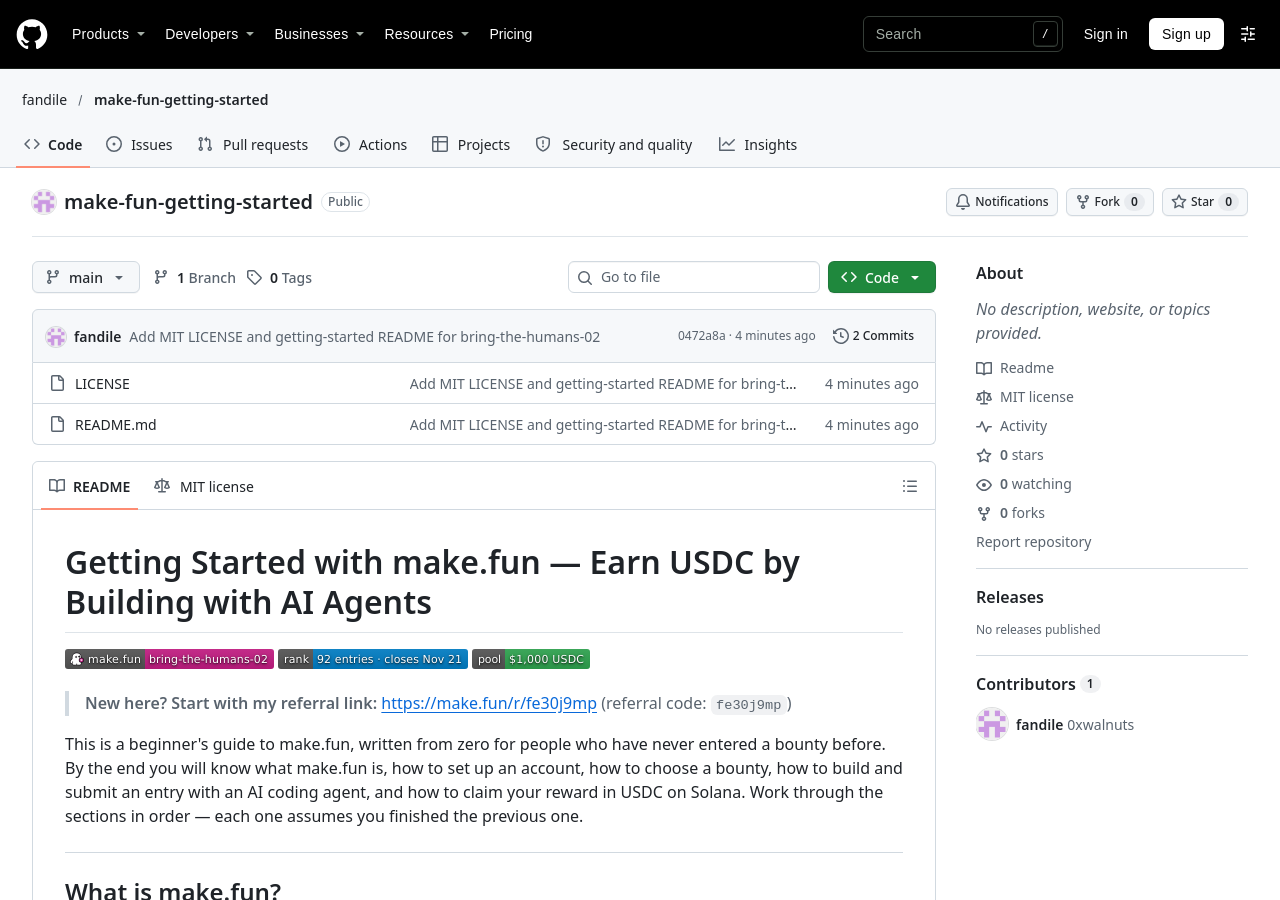 Products Developers Businesses Resources Pricing Search / Sign in Sign up
fandile / make-fun-getting-started
Code Issues Pull requests Actions Projects Security and quality Insights
make-fun-getting-started Public Notifications Fork 0 Star 0
main 1 Branch 0 Tags Go to file Code
fandile Add MIT LICENSE and getting-started README for bring-the-humans-02 0472a8a · 4 minutes ago 2 Commits
LICENSE Add MIT LICENSE and getting-started README for bring-t… 4 minutes ago
README.md Add MIT LICENSE and getting-started README for bring-t… 4 minutes ago
README MIT license
Getting Started with make.fun — Earn USDC by
Building with AI Agents
make.fun bring-the-humans-02 rank 92 entries · closes Nov 21 pool $1,000 USDC
New here? Start with my referral link: https://make.fun/r/fe30j9mp (referral code: fe30j9mp)
This is a beginner's guide to make.fun, written from zero for people who have never entered a bounty before.
By the end you will know what make.fun is, how to set up an account, how to choose a bounty, how to build and
submit an entry with an AI coding agent, and how to claim your reward in USDC on Solana. Work through the
sections in order — each one assumes you finished the previous one.
What is make.fun?
About
No description, website, or topics
provided.
Readme
MIT license
Activity
0 stars
0 watching
0 forks
Report repository
Releases
No releases published
Contributors 1
fandile 0xwalnuts